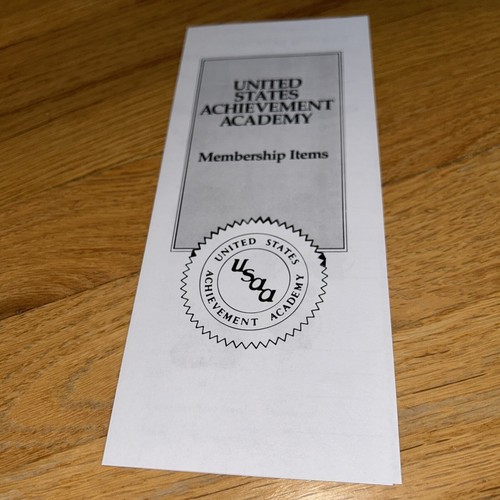 UNITED
STATES
ACHIEVEMENT
ACADEMY
Membership Items
UNITED STATES
usaa
ACHIEVEMENT ACADEMY